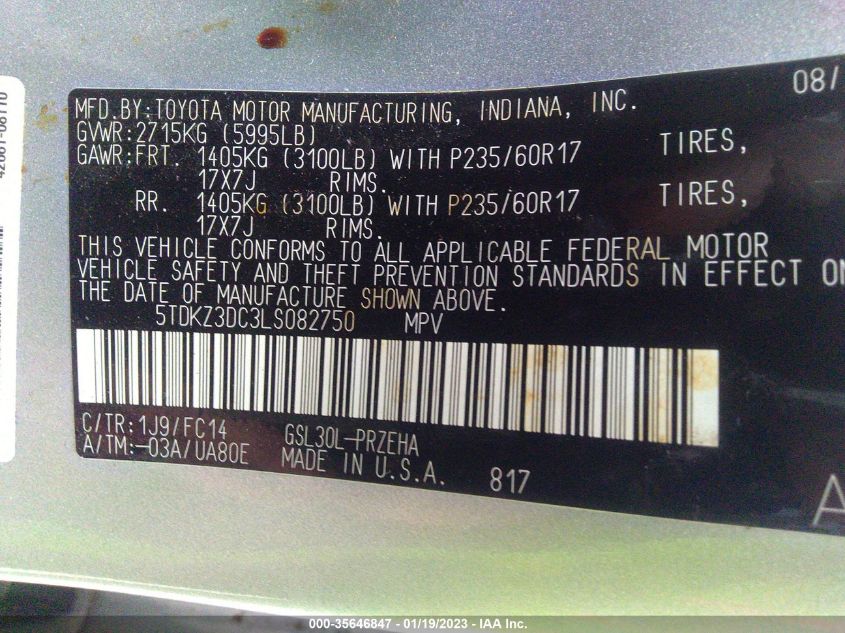 08/
MFD.BY:TOYOTA MOTOR MANUFACTURING, INDIANA, INC.
GVWR:2715KG (5995LB)
GAWR:FRT. 1405KG (3100LB) WITH P235/60R17 TIRES,
17X7J RIMS.
RR. 1405KG (3100LB) WITH P235/60R17 TIRES,
17X7J RIMS.
THIS VEHICLE CONFORMS TO ALL APPLICABLE FEDERAL MOTOR
VEHICLE SAFETY AND THEFT PREVENTION STANDARDS IN EFFECT ON
THE DATE OF MANUFACTURE SHOWN ABOVE.
5TDKZ3DC3LS082750 MPV
C/TR:1J9/FC14 GSL30L-PRZEHA
A/TM:-03A/UA80E MADE IN U.S.A. 817
A
000-35646847 - 01/19/2023 - IAA Inc.